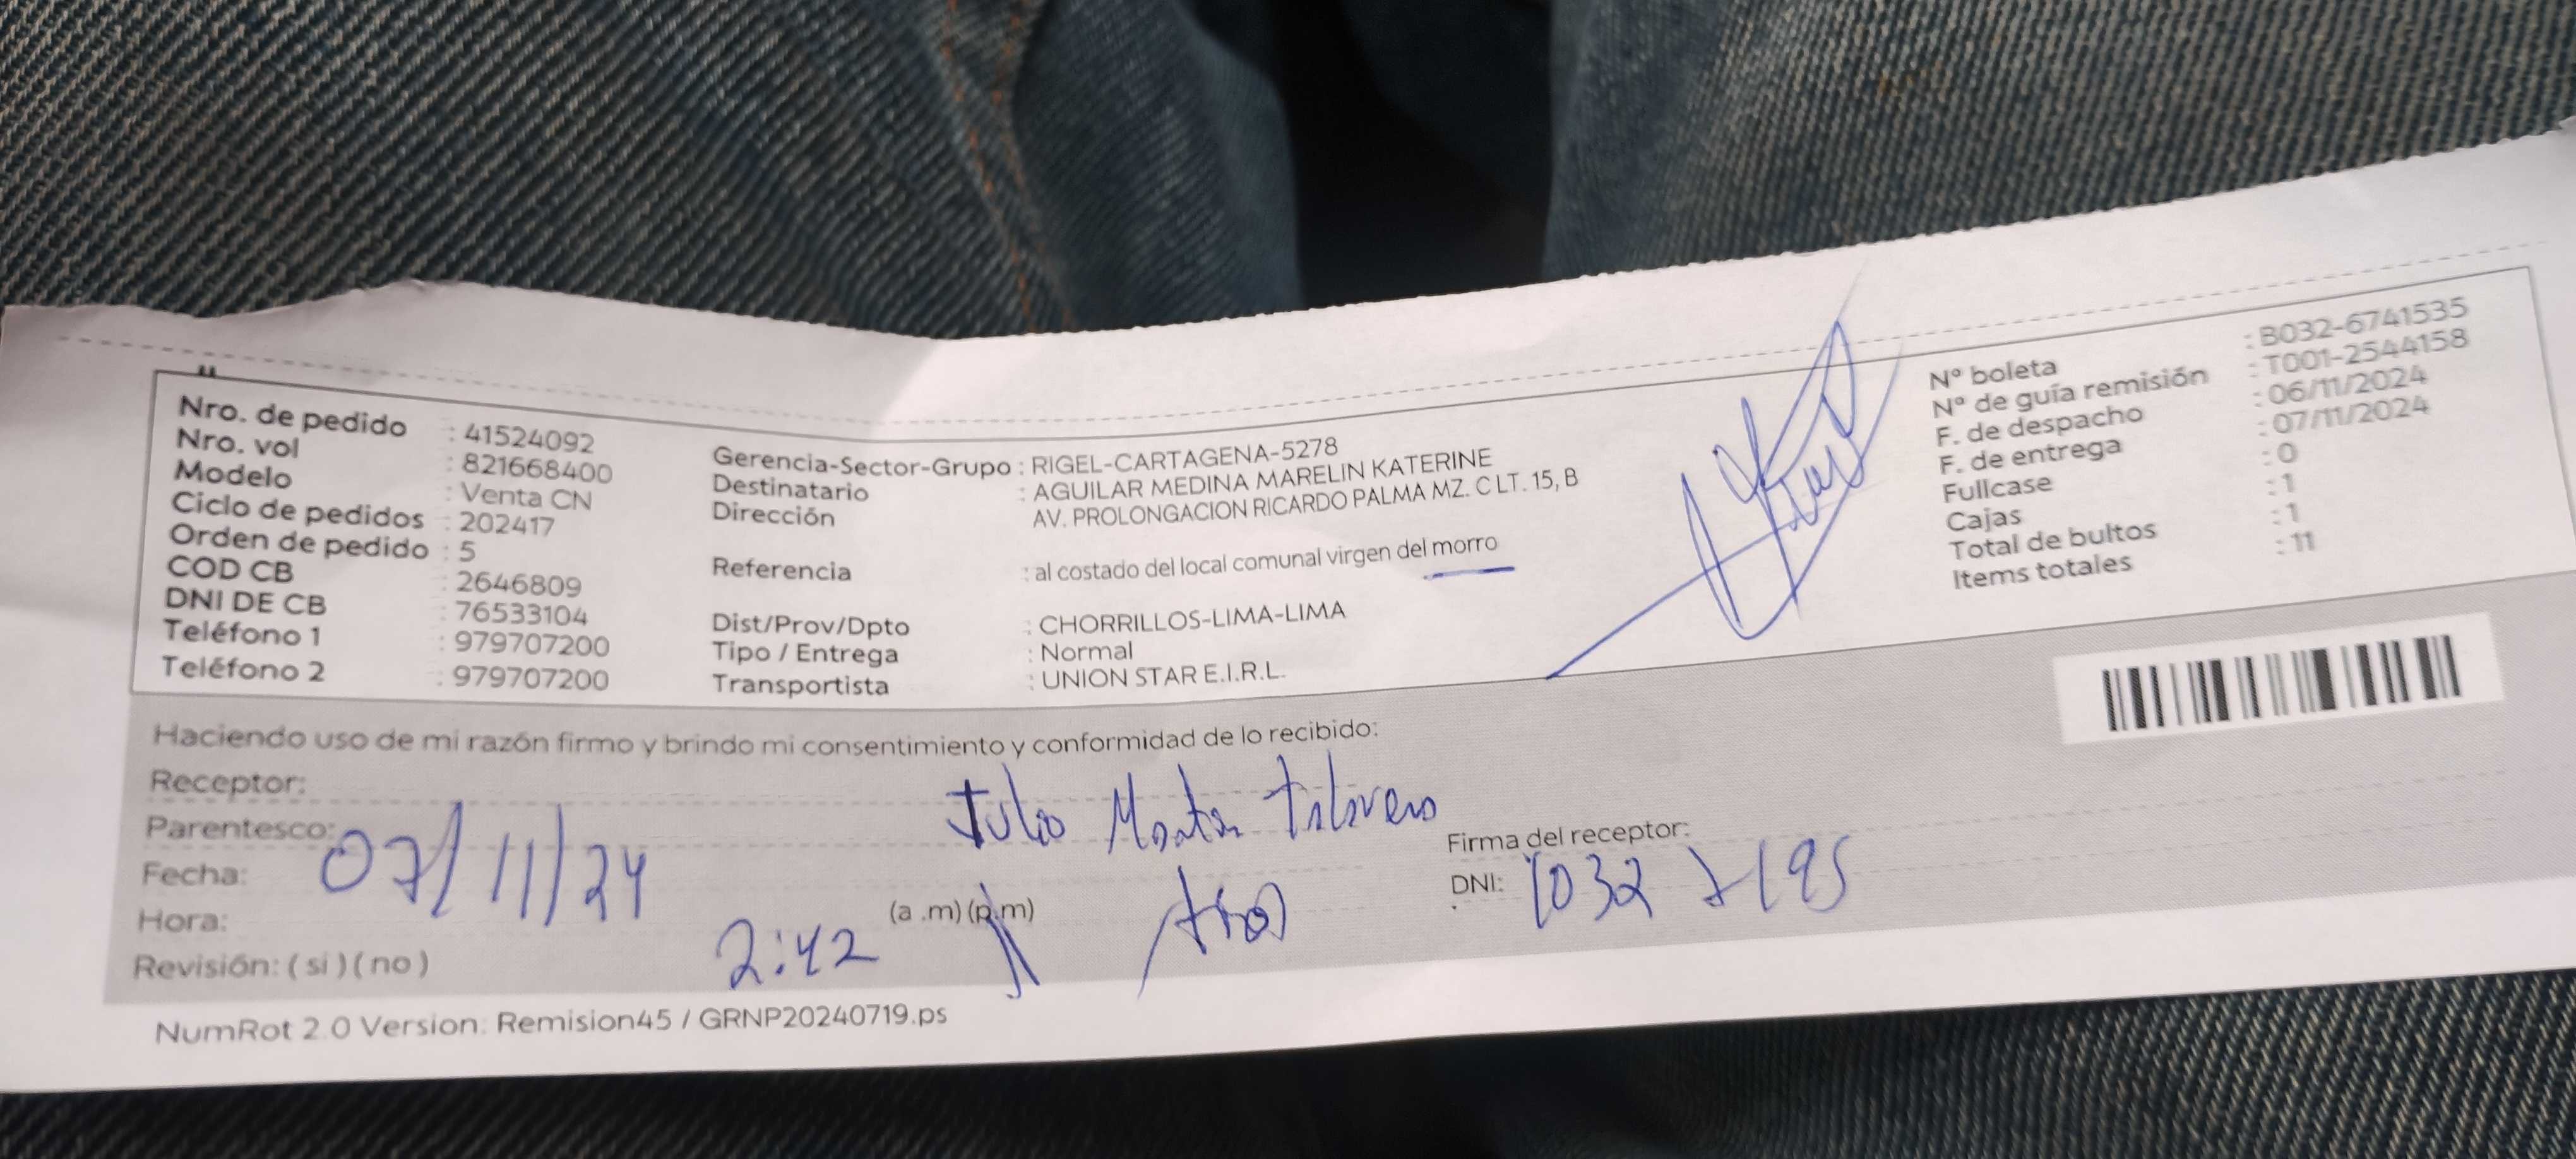 Nro. de pedido : 41524092
Nro. vol : 821668400
Modelo : Venta CN
Ciclo de pedidos : 202417
Orden de pedido : 5
COD CB : 2646809
DNI DE CB : 76533104
Teléfono 1 : 979707200
Teléfono 2 : 979707200
Gerencia-Sector-Grupo : RIGEL-CARTAGENA-5278
Destinatario : AGUILAR MEDINA MARELIN KATERINE
Dirección AV. PROLONGACION RICARDO PALMA MZ. C LT. 15, B
Referencia : al costado del local comunal virgen del morro
Dist/Prov/Dpto : CHORRILLOS-LIMA-LIMA
Tipo / Entrega : Normal
Transportista : UNION STAR E.I.R.L.
N° boleta : B032-6741535
N° de guía remisión : T001-2544158
F. de despacho : 06/11/2024
F. de entrega : 07/11/2024
Fullcase : 0
Cajas : 1
Total de bultos : 1
Items totales : 11
Haciendo uso de mi razón firmo y brindo mi consentimiento y conformidad de lo recibido:
Receptor: Julio
Parentesco:
Fecha: 07/11/24
Hora: 2:42 (a .m) (p.m)
Revisión: ( si ) ( no )
Firma del receptor:
DNI:
NumRot 2.0 Version: Remision45 / GRNP20240719.ps